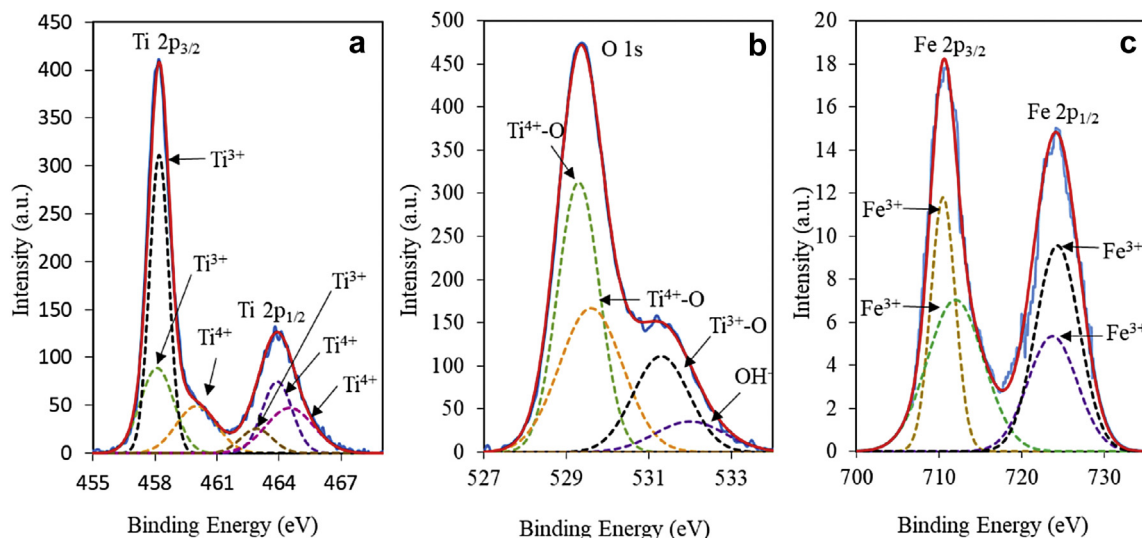 a
Ti 2p3/2
Ti³⁺
Ti³⁺
Ti⁴⁺
Ti 2p1/2
Ti³⁺
Ti⁴⁺
Ti⁴⁺
450
400
350
300
250
200
150
100
50
0
455 458 461 464 467
Intensity (a.u.)
Binding Energy (eV)
b
O 1s
Ti⁴⁺-O
Ti⁴⁺-O
Ti³⁺-O
OH⁻
500
450
400
350
300
250
200
150
100
50
0
527 529 531 533
Intensity (a.u.)
Binding Energy (eV)
c
Fe 2p3/2
Fe 2p1/2
Fe³⁺
Fe³⁺
Fe³⁺
Fe³⁺
20
18
16
14
12
10
8
6
4
2
0
700 710 720 730
Intensity (a.u.)
Binding Energy (eV)